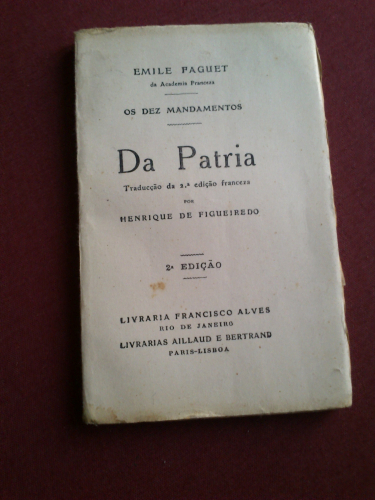 EMILE FAGUET
da Academia Franceza
OS DEZ MANDAMENTOS
Da Patria
Traducção da 2.ª edição franceza
POR
HENRIQUE DE FIGUEIREDO
2ª EDIÇÃO
LIVRARIA FRANCISCO ALVES
RIO DE JANEIRO
LIVRARIAS AILLAUD E BERTRAND
PARIS-LISBOA